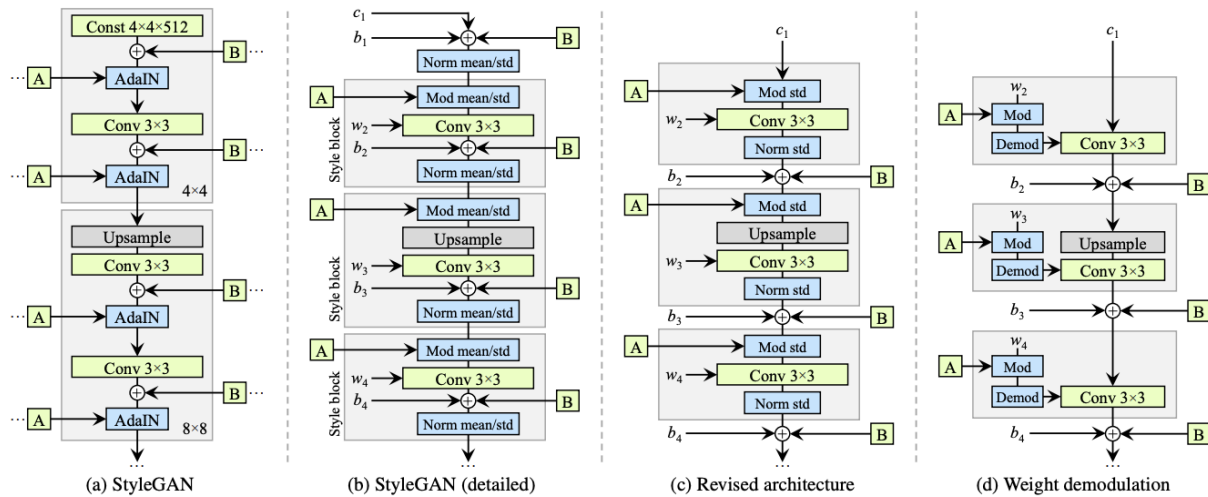 Const 4×4×512
B ...
... A
AdaIN
Conv 3×3
B ...
... A
AdaIN
4×4
Upsample
Conv 3×3
B ...
... A
AdaIN
Conv 3×3
B ...
... A
AdaIN
8×8
...
(a) StyleGAN
c1
b1
B
Norm mean/std
A
Mod mean/std
w2
Conv 3×3
b2
B
Norm mean/std
Style block
A
Mod mean/std
Upsample
w3
Conv 3×3
b3
B
Norm mean/std
Style block
A
Mod mean/std
w4
Conv 3×3
b4
B
Norm mean/std
Style block
...
(b) StyleGAN (detailed)
c1
A
Mod std
w2
Conv 3×3
Norm std
b2
B
A
Mod std
Upsample
w3
Conv 3×3
Norm std
b3
B
A
Mod std
w4
Conv 3×3
Norm std
b4
B
...
(c) Revised architecture
c1
w2
A
Mod
Demod
Conv 3×3
b2
B
w3
A
Mod
Upsample
Demod
Conv 3×3
b3
B
w4
A
Mod
Demod
Conv 3×3
b4
B
...
(d) Weight demodulation